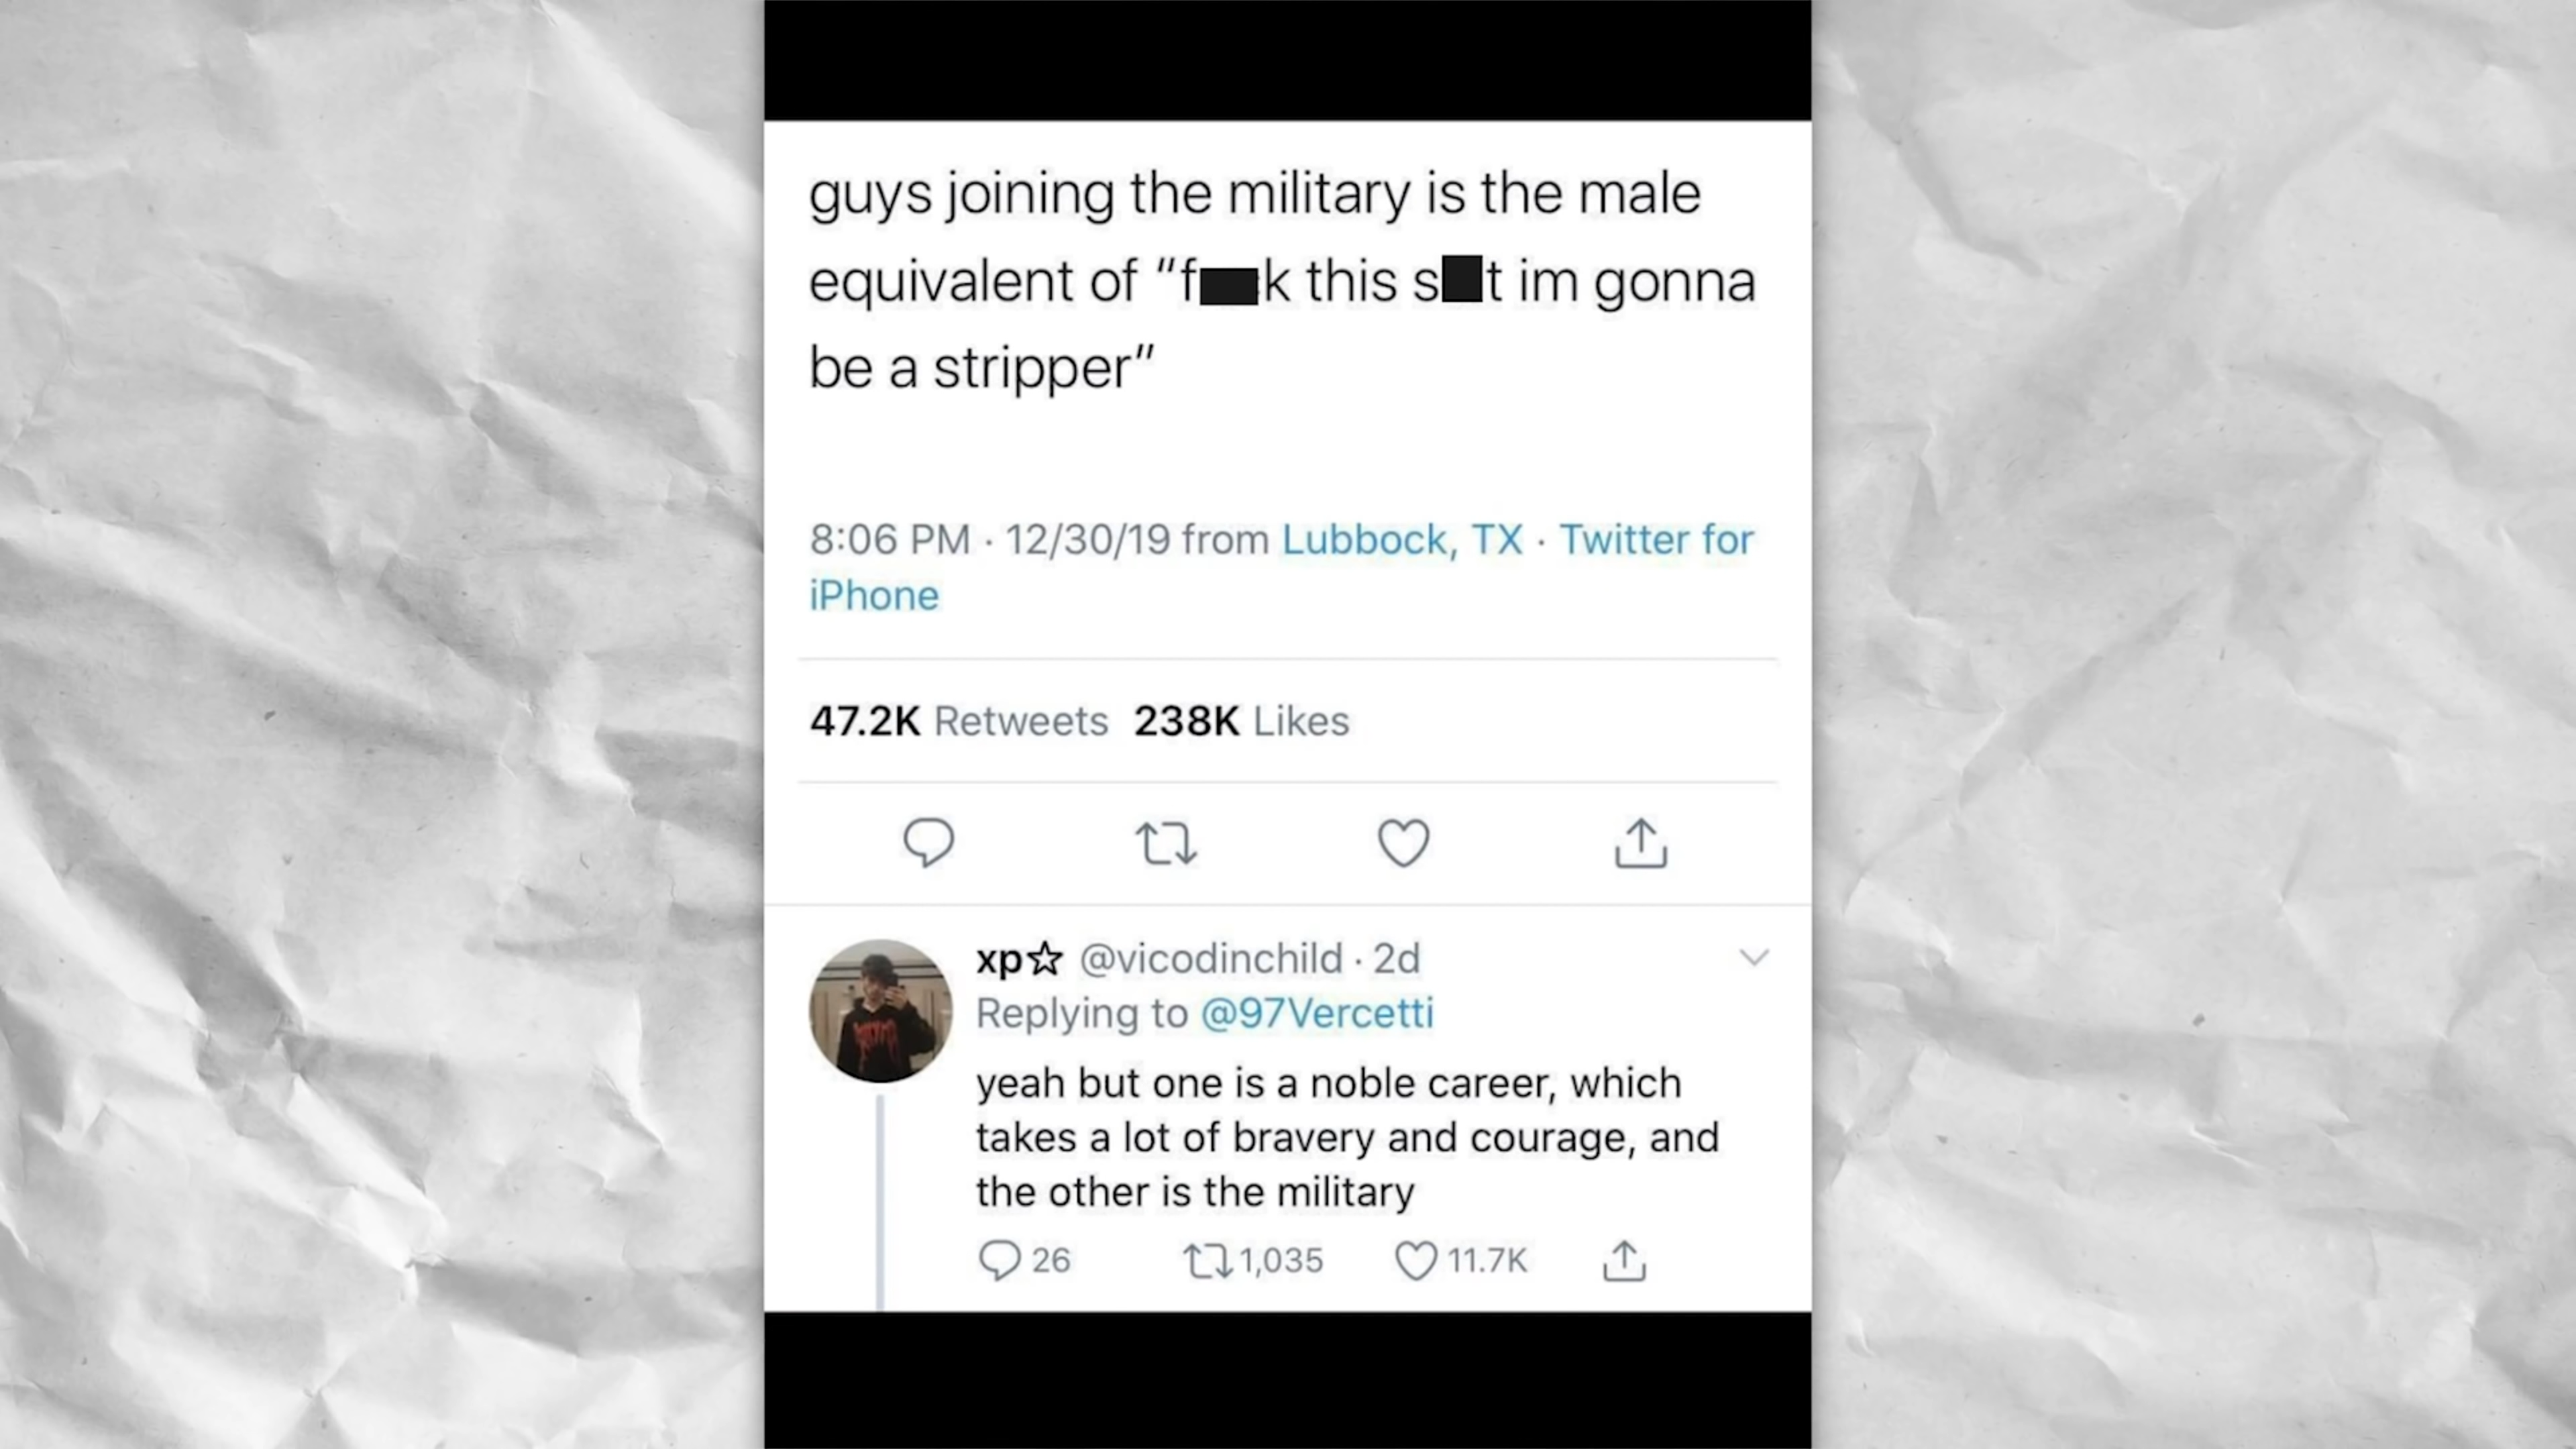 guys joining the military is the male
equivalent of “f■k this s■t im gonna
be a stripper”
8:06 PM · 12/30/19 from Lubbock, TX · Twitter for
iPhone
47.2K Retweets 238K Likes
xp☆ @vicodinchild · 2d
Replying to @97Vercetti
yeah but one is a noble career, which
takes a lot of bravery and courage, and
the other is the military
26 1,035 11.7K